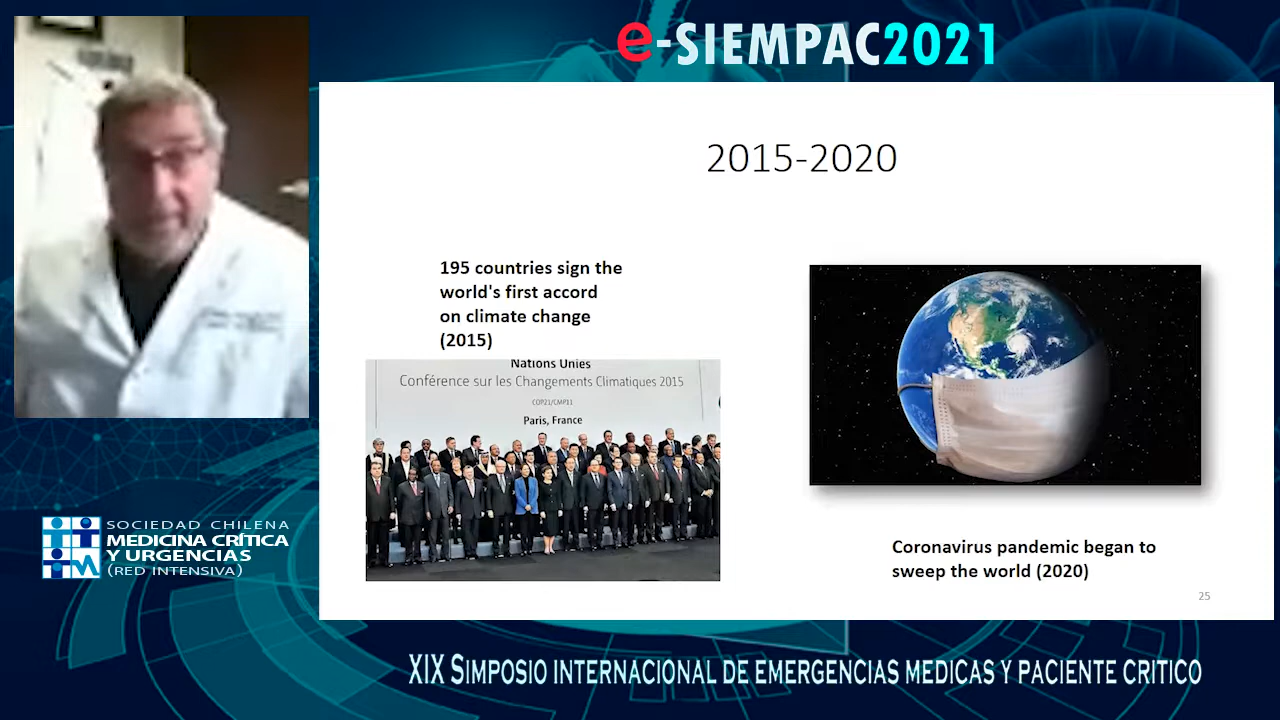 e-SIEMPAC2021
2015-2020
195 countries sign the
world's first accord
on climate change
(2015)
Nations Unies
Conférence sur les Changements Climatiques 2015
COP21/CMP11
Paris, France
Coronavirus pandemic began to
sweep the world (2020)
25
SOCIEDAD CHILENA
MEDICINA CRÍTICA
Y URGENCIAS
(RED INTENSIVA)
XIX SIMPOSIO INTERNACIONAL DE EMERGENCIAS MEDICAS Y PACIENTE CRITICO